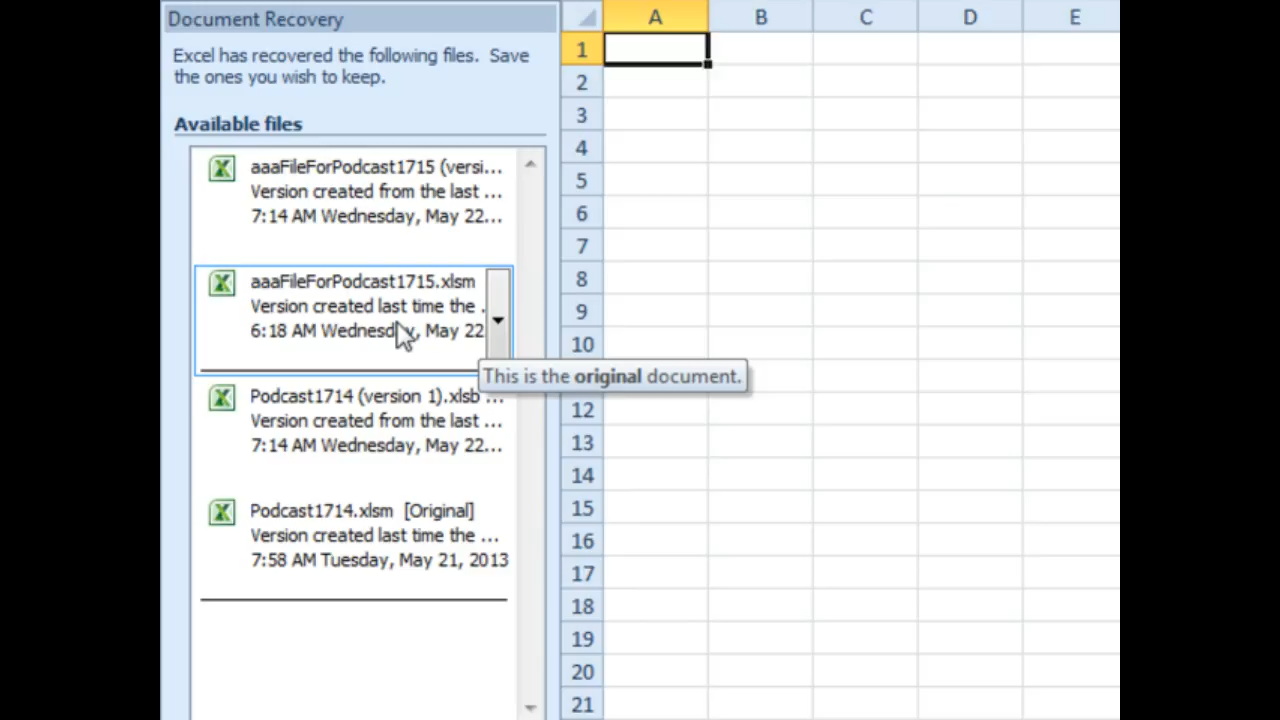 Document Recovery
Excel has recovered the following files. Save
the ones you wish to keep.
Available files
aaaFileForPodcast1715 (versi...
Version created from the last ...
7:14 AM Wednesday, May 22...
aaaFileForPodcast1715.xlsm
Version created last time the .
6:18 AM Wednesday, May 22
This is the original document.
Podcast1714 (version 1).xlsb ...
Version created from the last ...
7:14 AM Wednesday, May 22...
Podcast1714.xlsm [Original]
Version created last time the ...
7:58 AM Tuesday, May 21, 2013
A B C D E
1
2
3
4
5
6
7
8
9
10
12
13
14
15
16
17
18
19
20
21